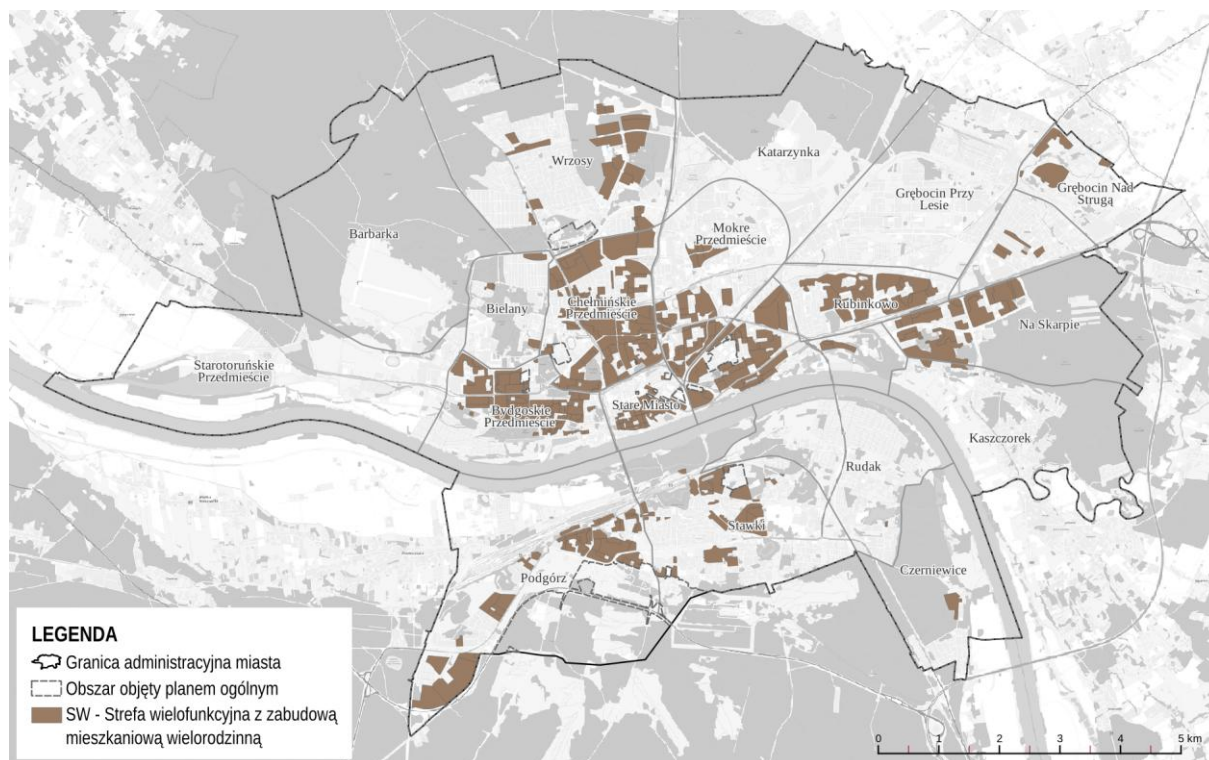 Wrzosy
Katarzynka
Grębocin Przy
Lesie
Grębocin Nad
Strugą
Barbarka
Mokre
Przedmieście
Bielany
Chełmińskie
Przedmieście
Rubinkowo
Na Skarpie
Starotoruńskie
Przedmieście
Bydgoskie
Przedmieście
Stare Miasto
Kaszczorek
Rudak
Stawki
Podgórz
Czerniewice
LEGENDA
Granica administracyjna miasta
Obszar objęty planem ogólnym
SW - Strefa wielofunkcyjna z zabudową
mieszkaniową wielorodzinną
0 1 2 3 4 5 km